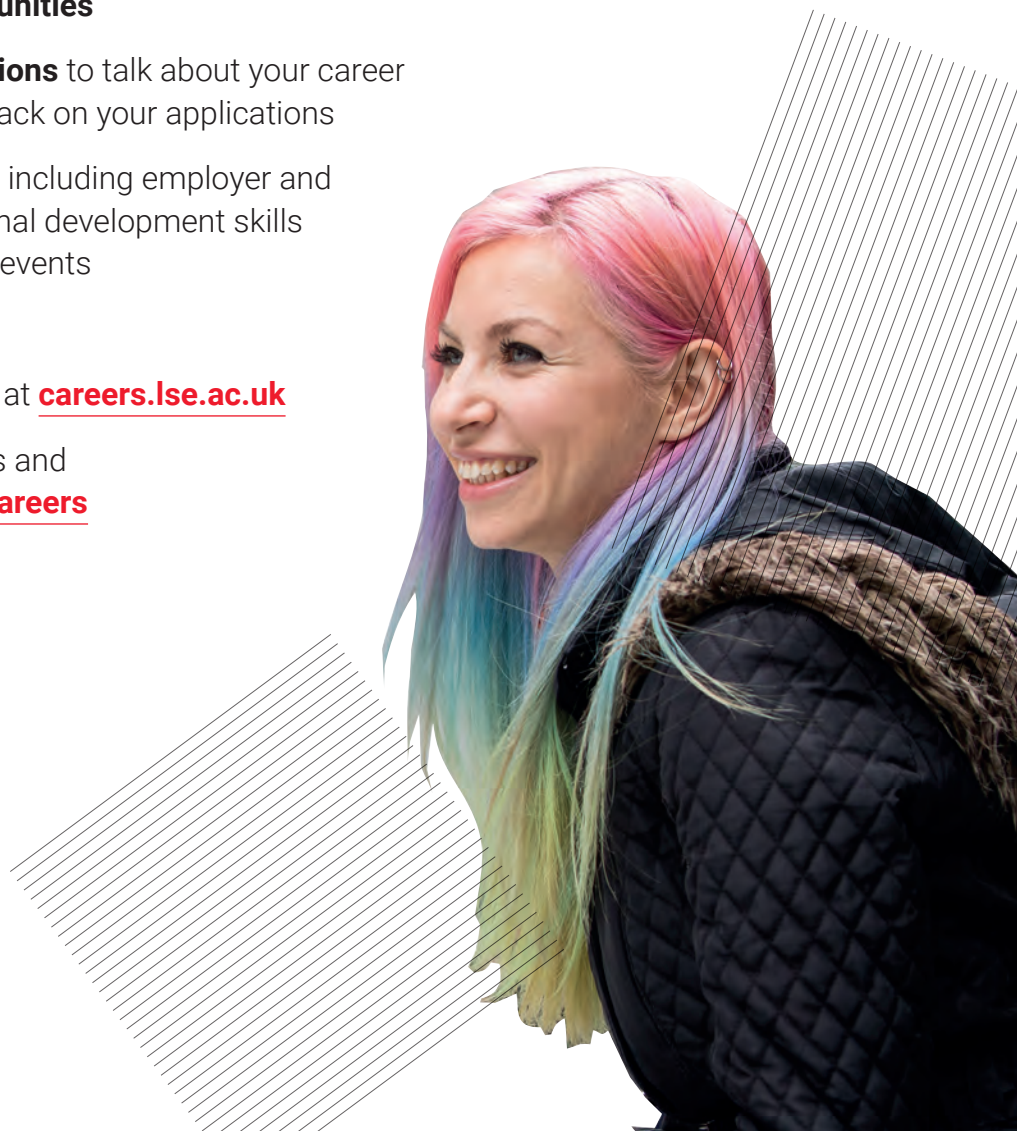 unities
ions to talk about your career
ack on your applications
including employer and
nal development skills
events
at careers.lse.ac.uk
s and
areers